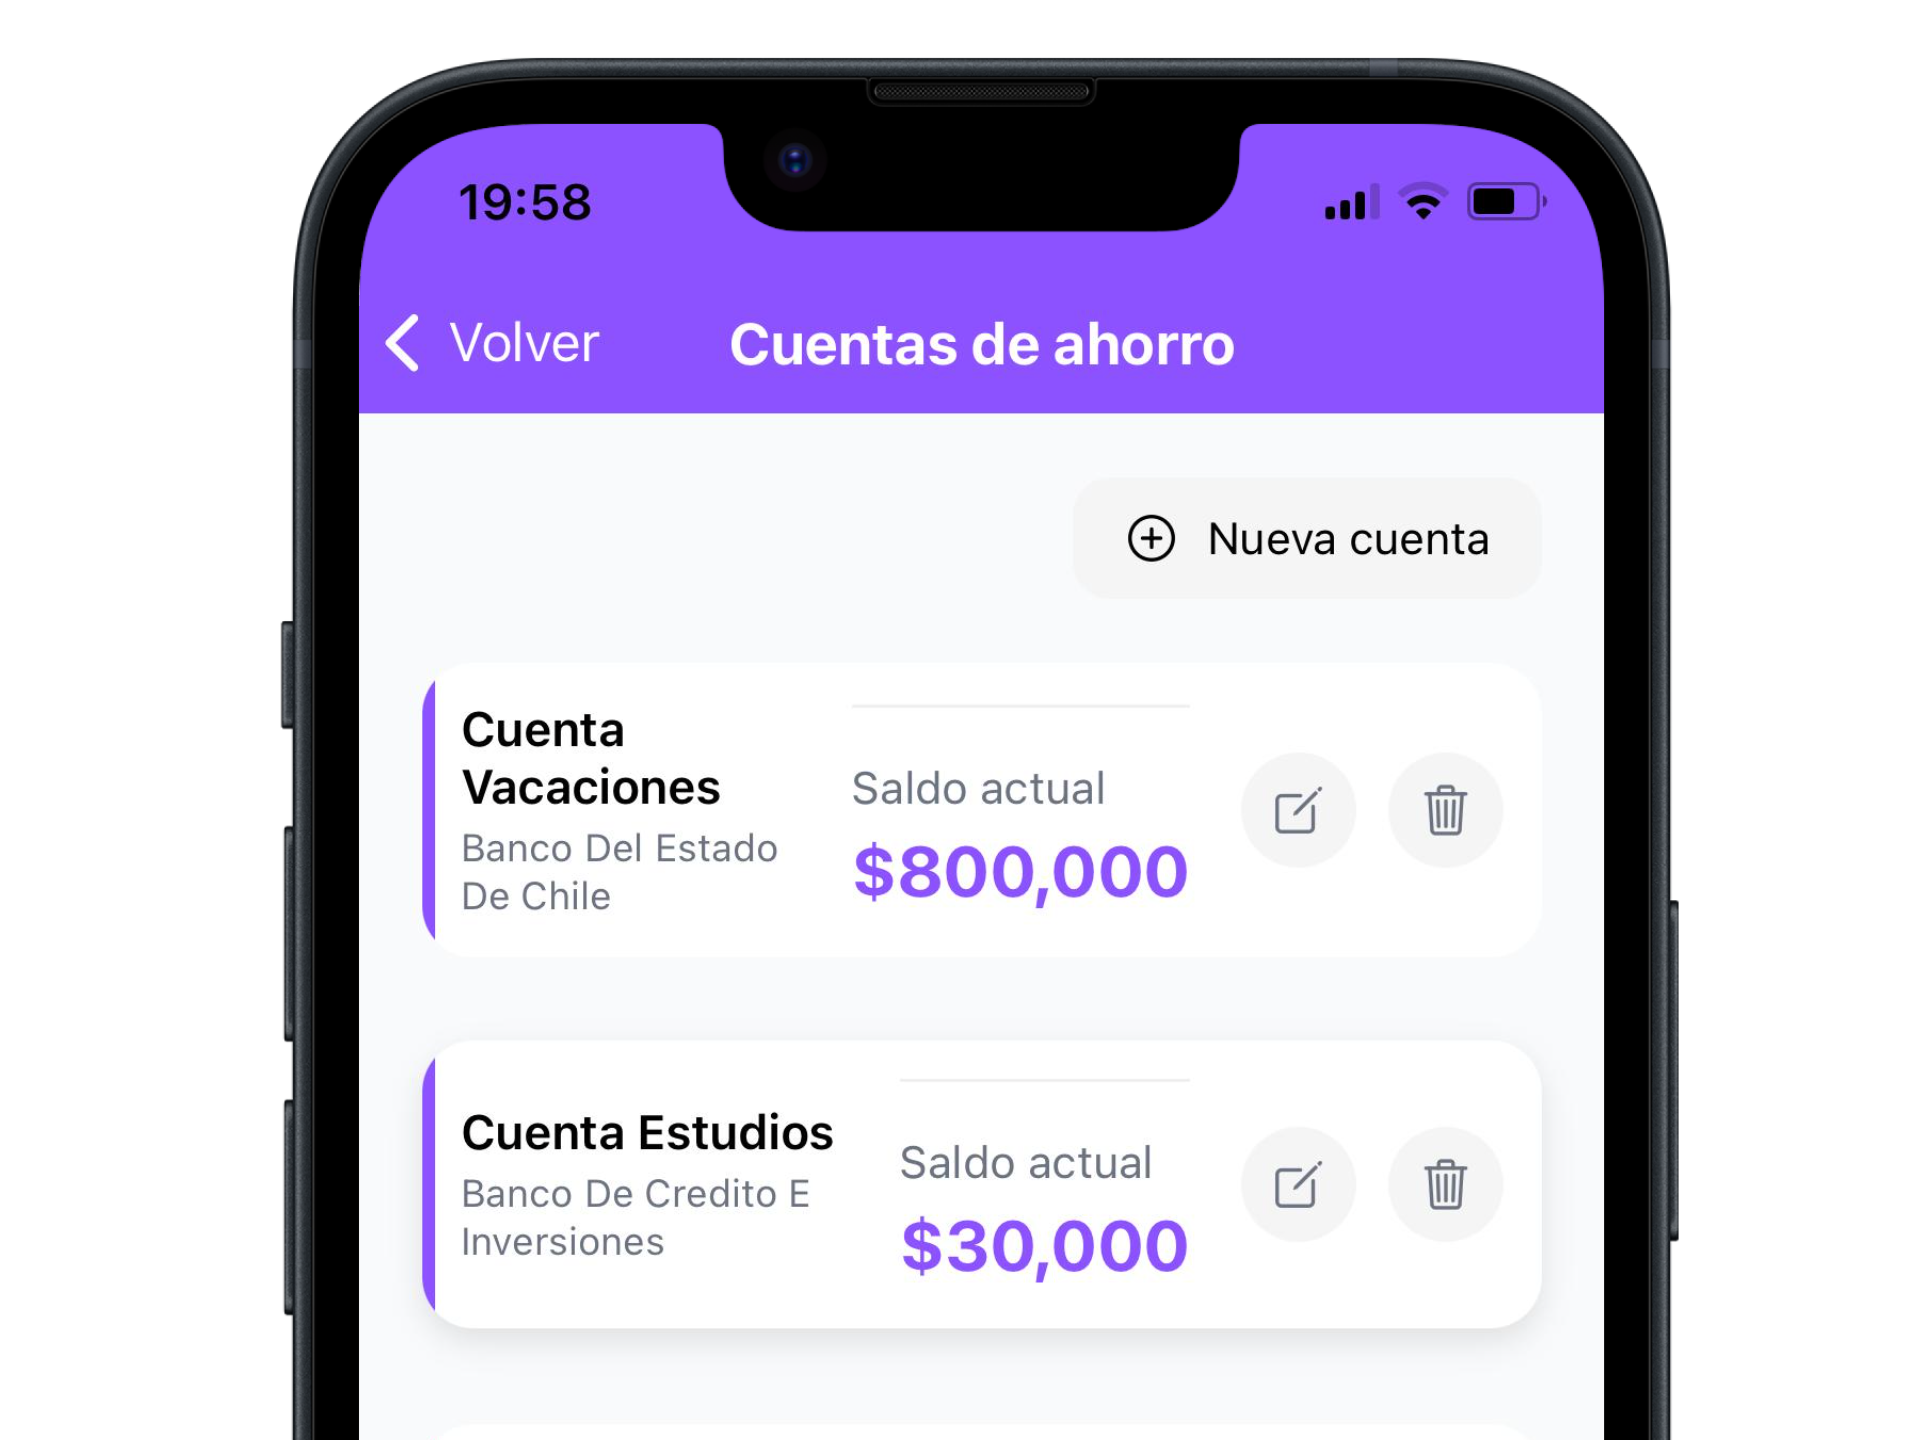 19:58
Volver
Cuentas de ahorro
Nueva cuenta
Cuenta
Vacaciones
Banco Del Estado
De Chile
Saldo actual
$800,000
Cuenta Estudios
Banco De Credito E
Inversiones
Saldo actual
$30,000